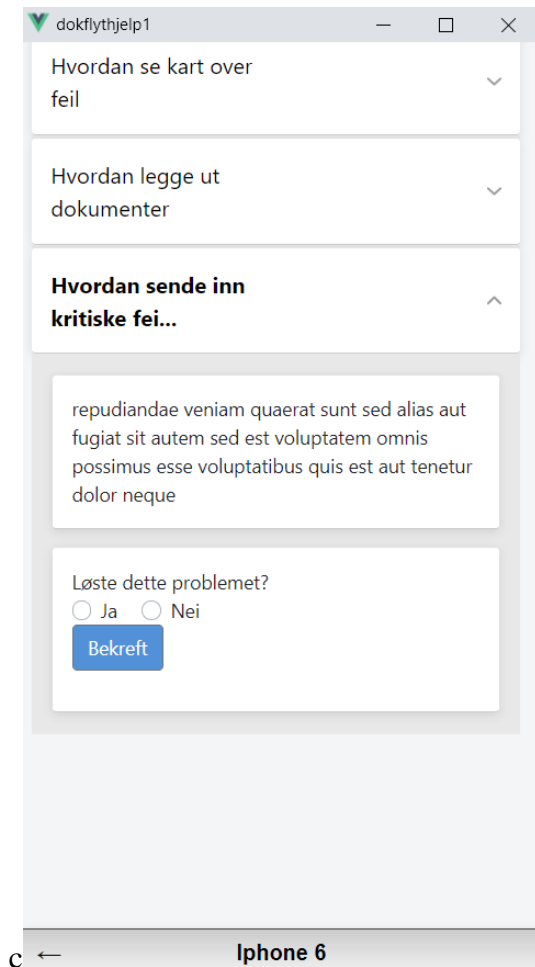 dokflythjelp1
Hvordan se kart over
feil
Hvordan legge ut
dokumenter
Hvordan sende inn
kritiske fei...
repudiandae veniam quaerat sunt sed alias aut
fugiat sit autem sed est voluptatem omnis
possimus esse voluptatibus quis est aut tenetur
dolor neque
Løste dette problemet?
Ja Nei
Bekreft
c ← Iphone 6